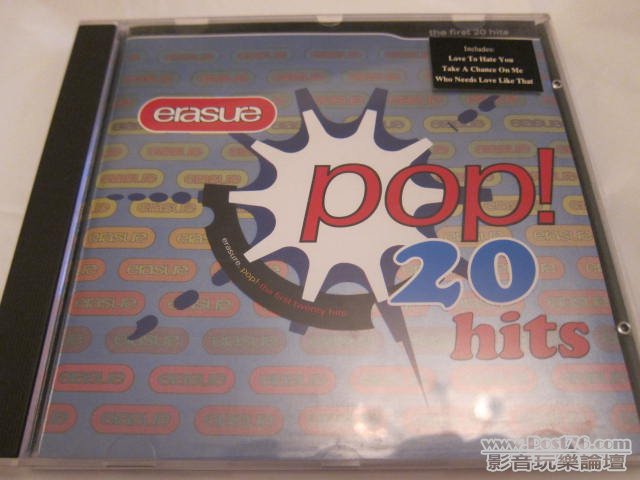 the first 20 hits
Includes:
Love To Hate You
Take A Chance On Me
Who Needs Love Like That
erasure
pop!
20
hits
erasure. pop! the first twenty hits
www.Post76.com
影音玩樂論壇